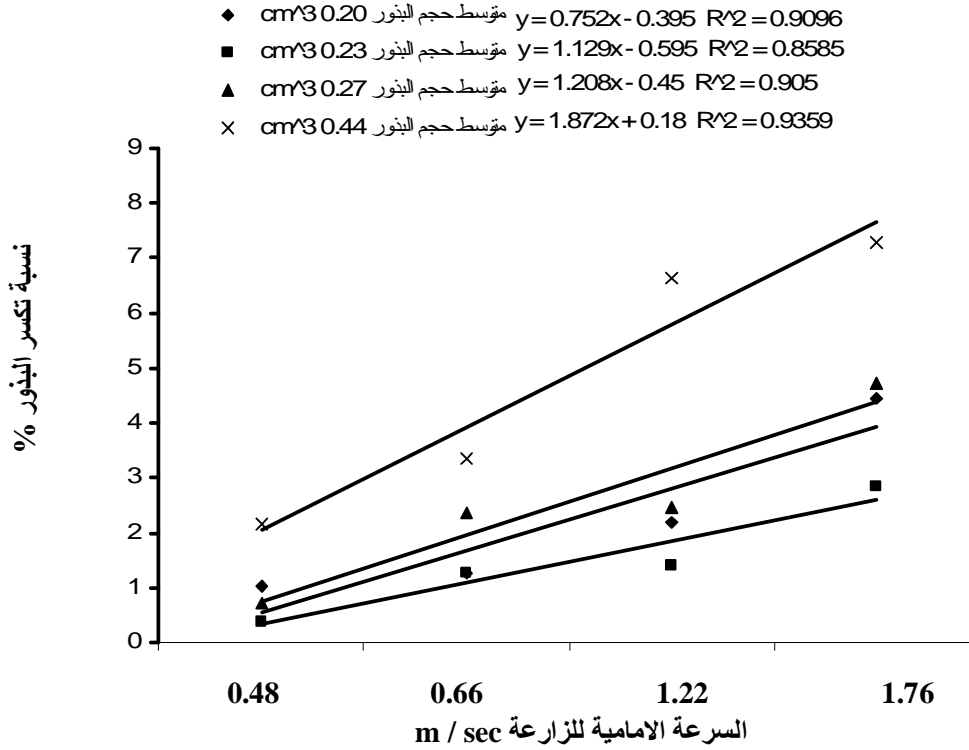 متوسط حجم البذور 0.20 cm^3 y = 0.752x - 0.395 R^2 = 0.9096
متوسط حجم البذور 0.23 cm^3 y = 1.129x - 0.595 R^2 = 0.8585
متوسط حجم البذور 0.27 cm^3 y = 1.208x - 0.45 R^2 = 0.905
متوسط حجم البذور 0.44 cm^3 y = 1.872x + 0.18 R^2 = 0.9359
9
8
7
6
5
4
3
2
1
0
نسبة تكسر البذور %
0.48 0.66 1.22 1.76
السرعة الامامية للزارعة m / sec